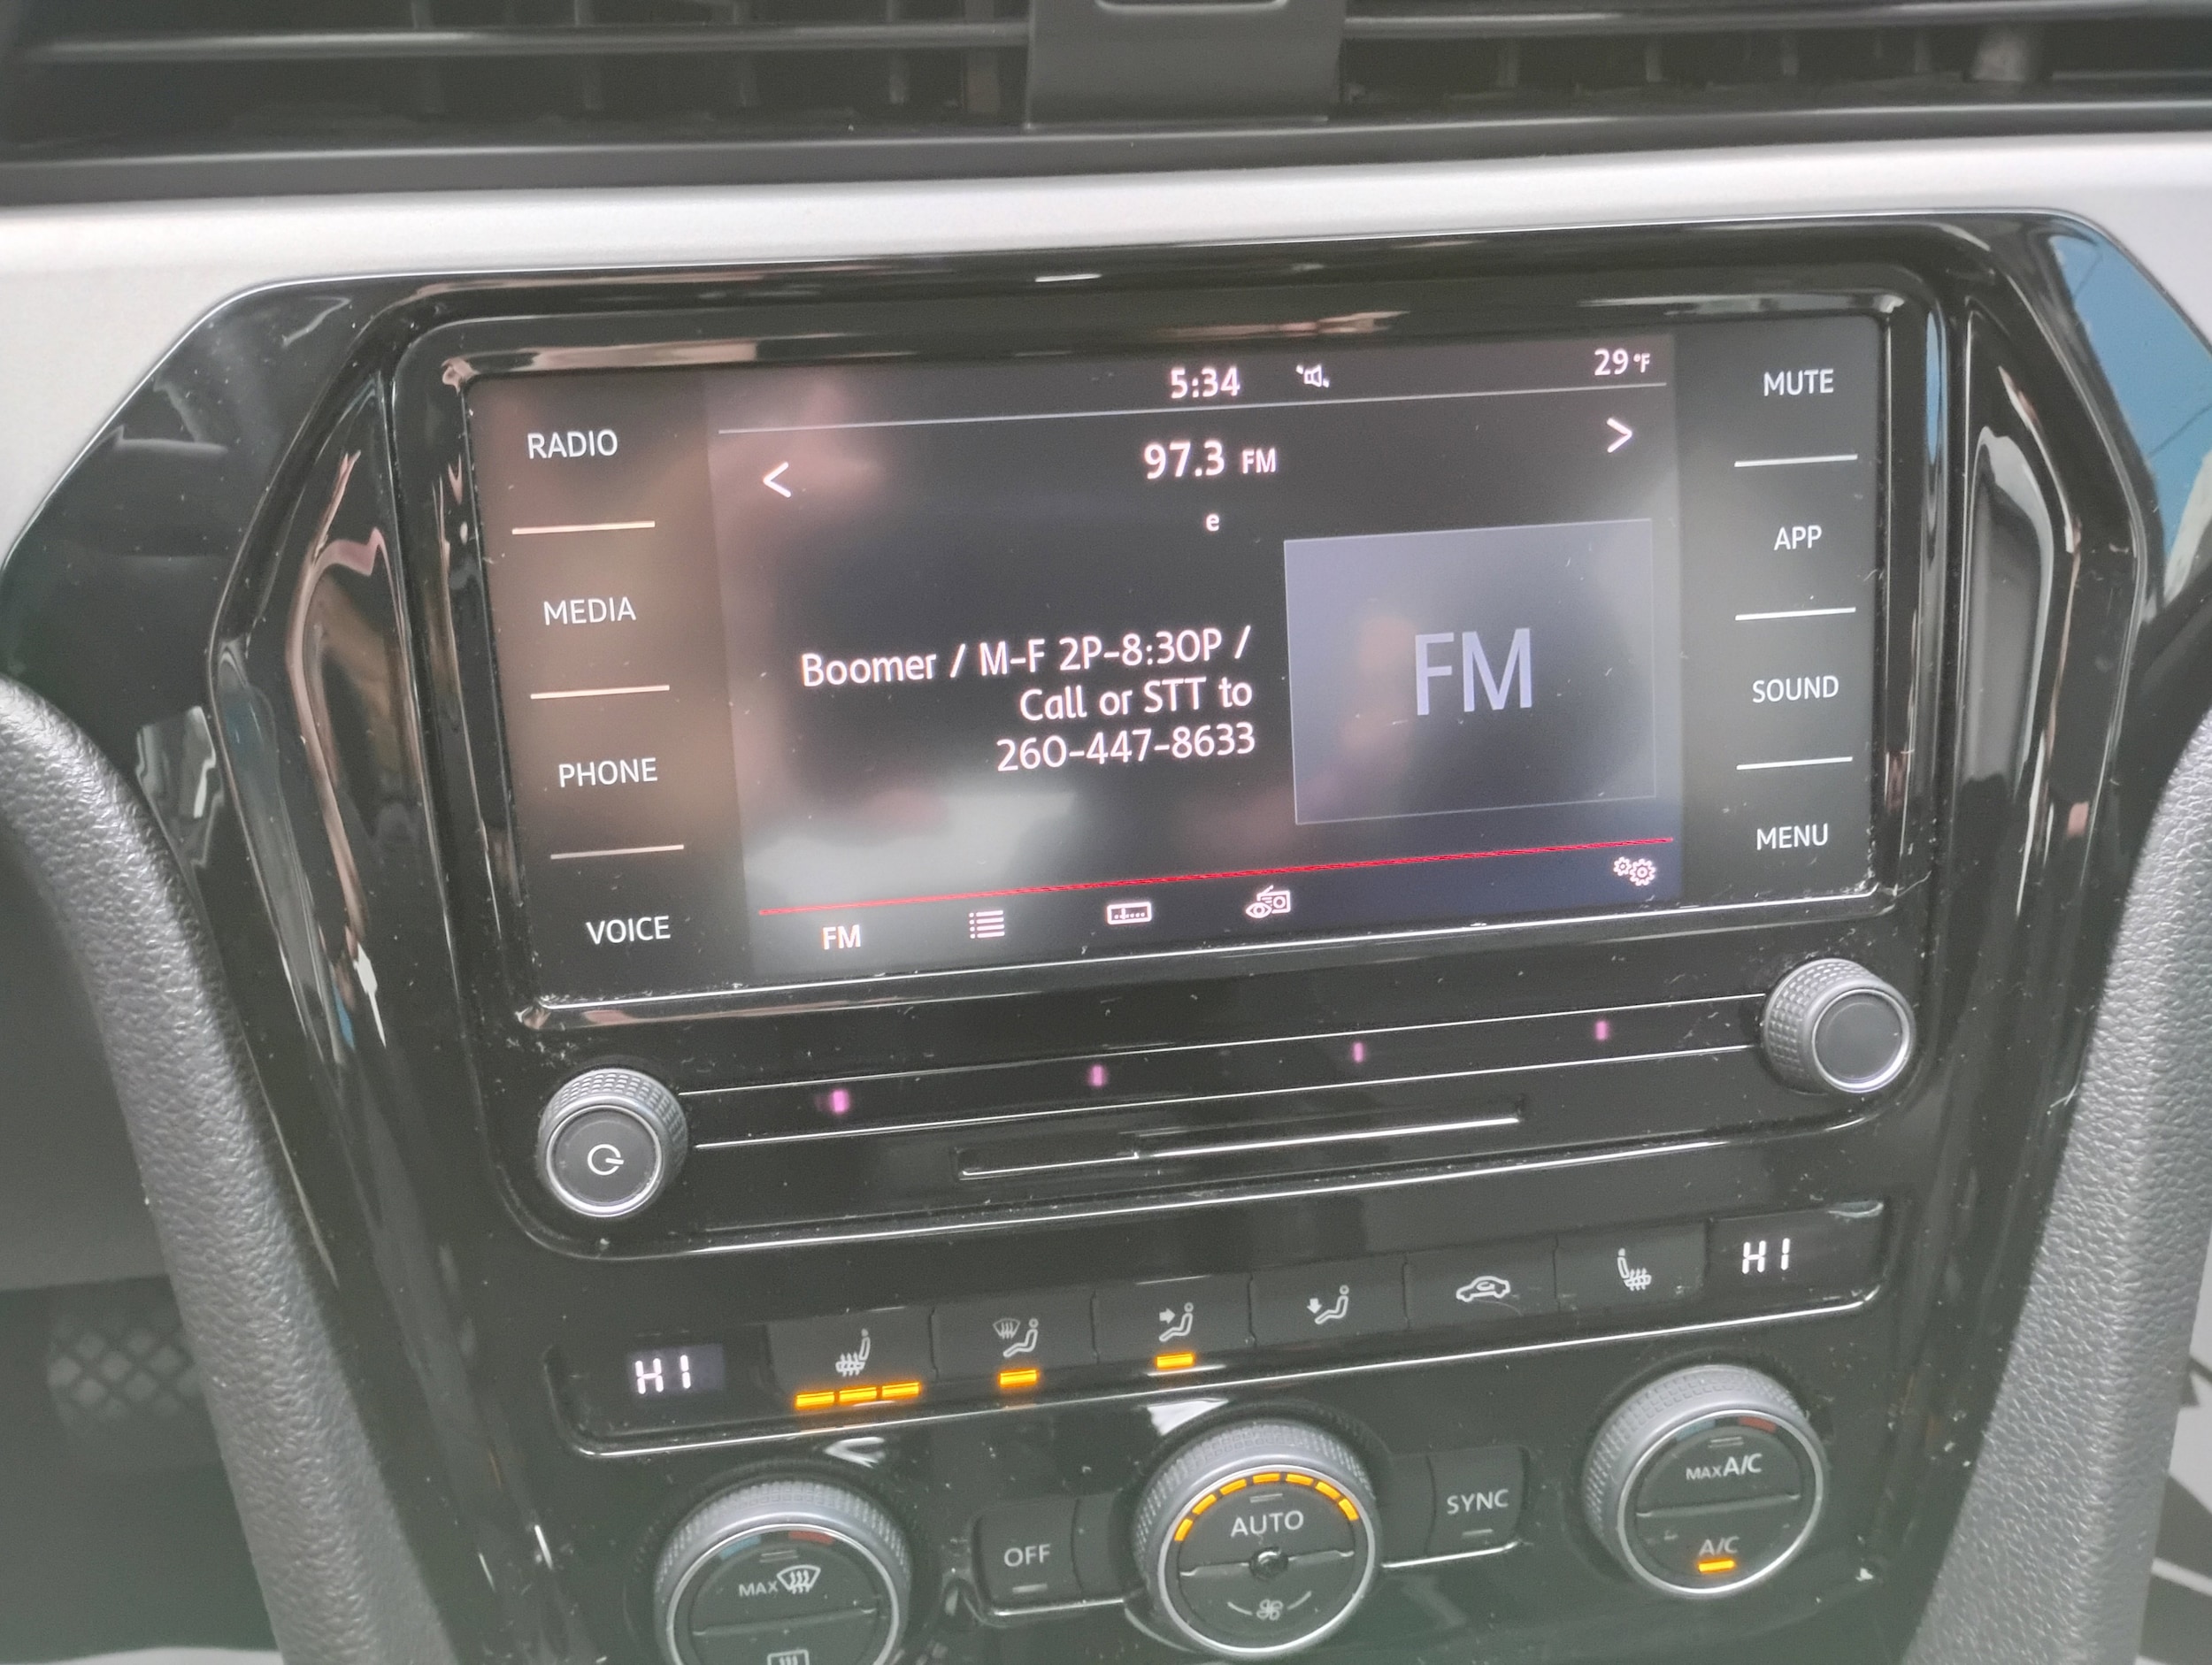 5:34
29°F
RADIO
MEDIA
PHONE
VOICE
< 97.3 FM >
e
Boomer / M-F 2P-8:30P /
Call or STT to
260-447-8633
FM
FM
MUTE
APP
SOUND
MENU
HI
HI
MAX
OFF
AUTO
SYNC
MAX A/C
A/C